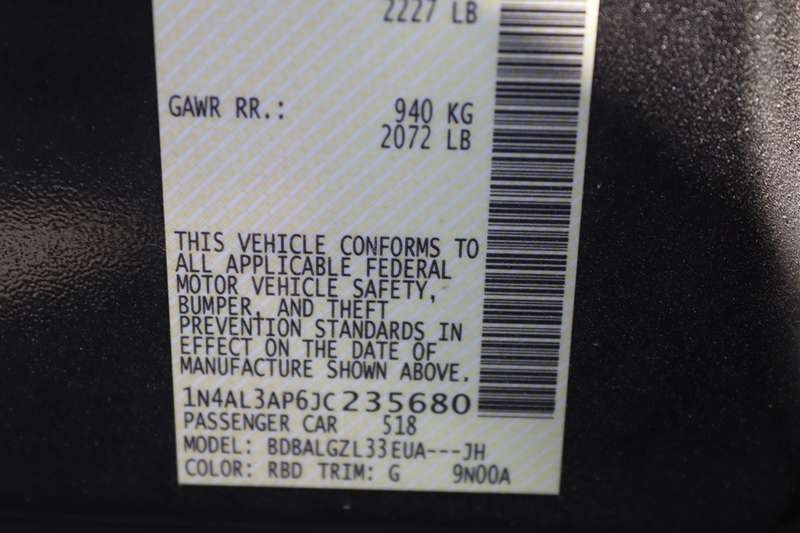 2227 LB
GAWR RR.: 940 KG
2072 LB
THIS VEHICLE CONFORMS TO
ALL APPLICABLE FEDERAL
MOTOR VEHICLE SAFETY,
BUMPER, AND THEFT
PREVENTION STANDARDS IN
EFFECT ON THE DATE OF
MANUFACTURE SHOWN ABOVE.
1N4AL3AP6JC235680
PASSENGER CAR 518
MODEL: BDBALGZL33EUA---JH
COLOR: RBD TRIM: G 9N00A